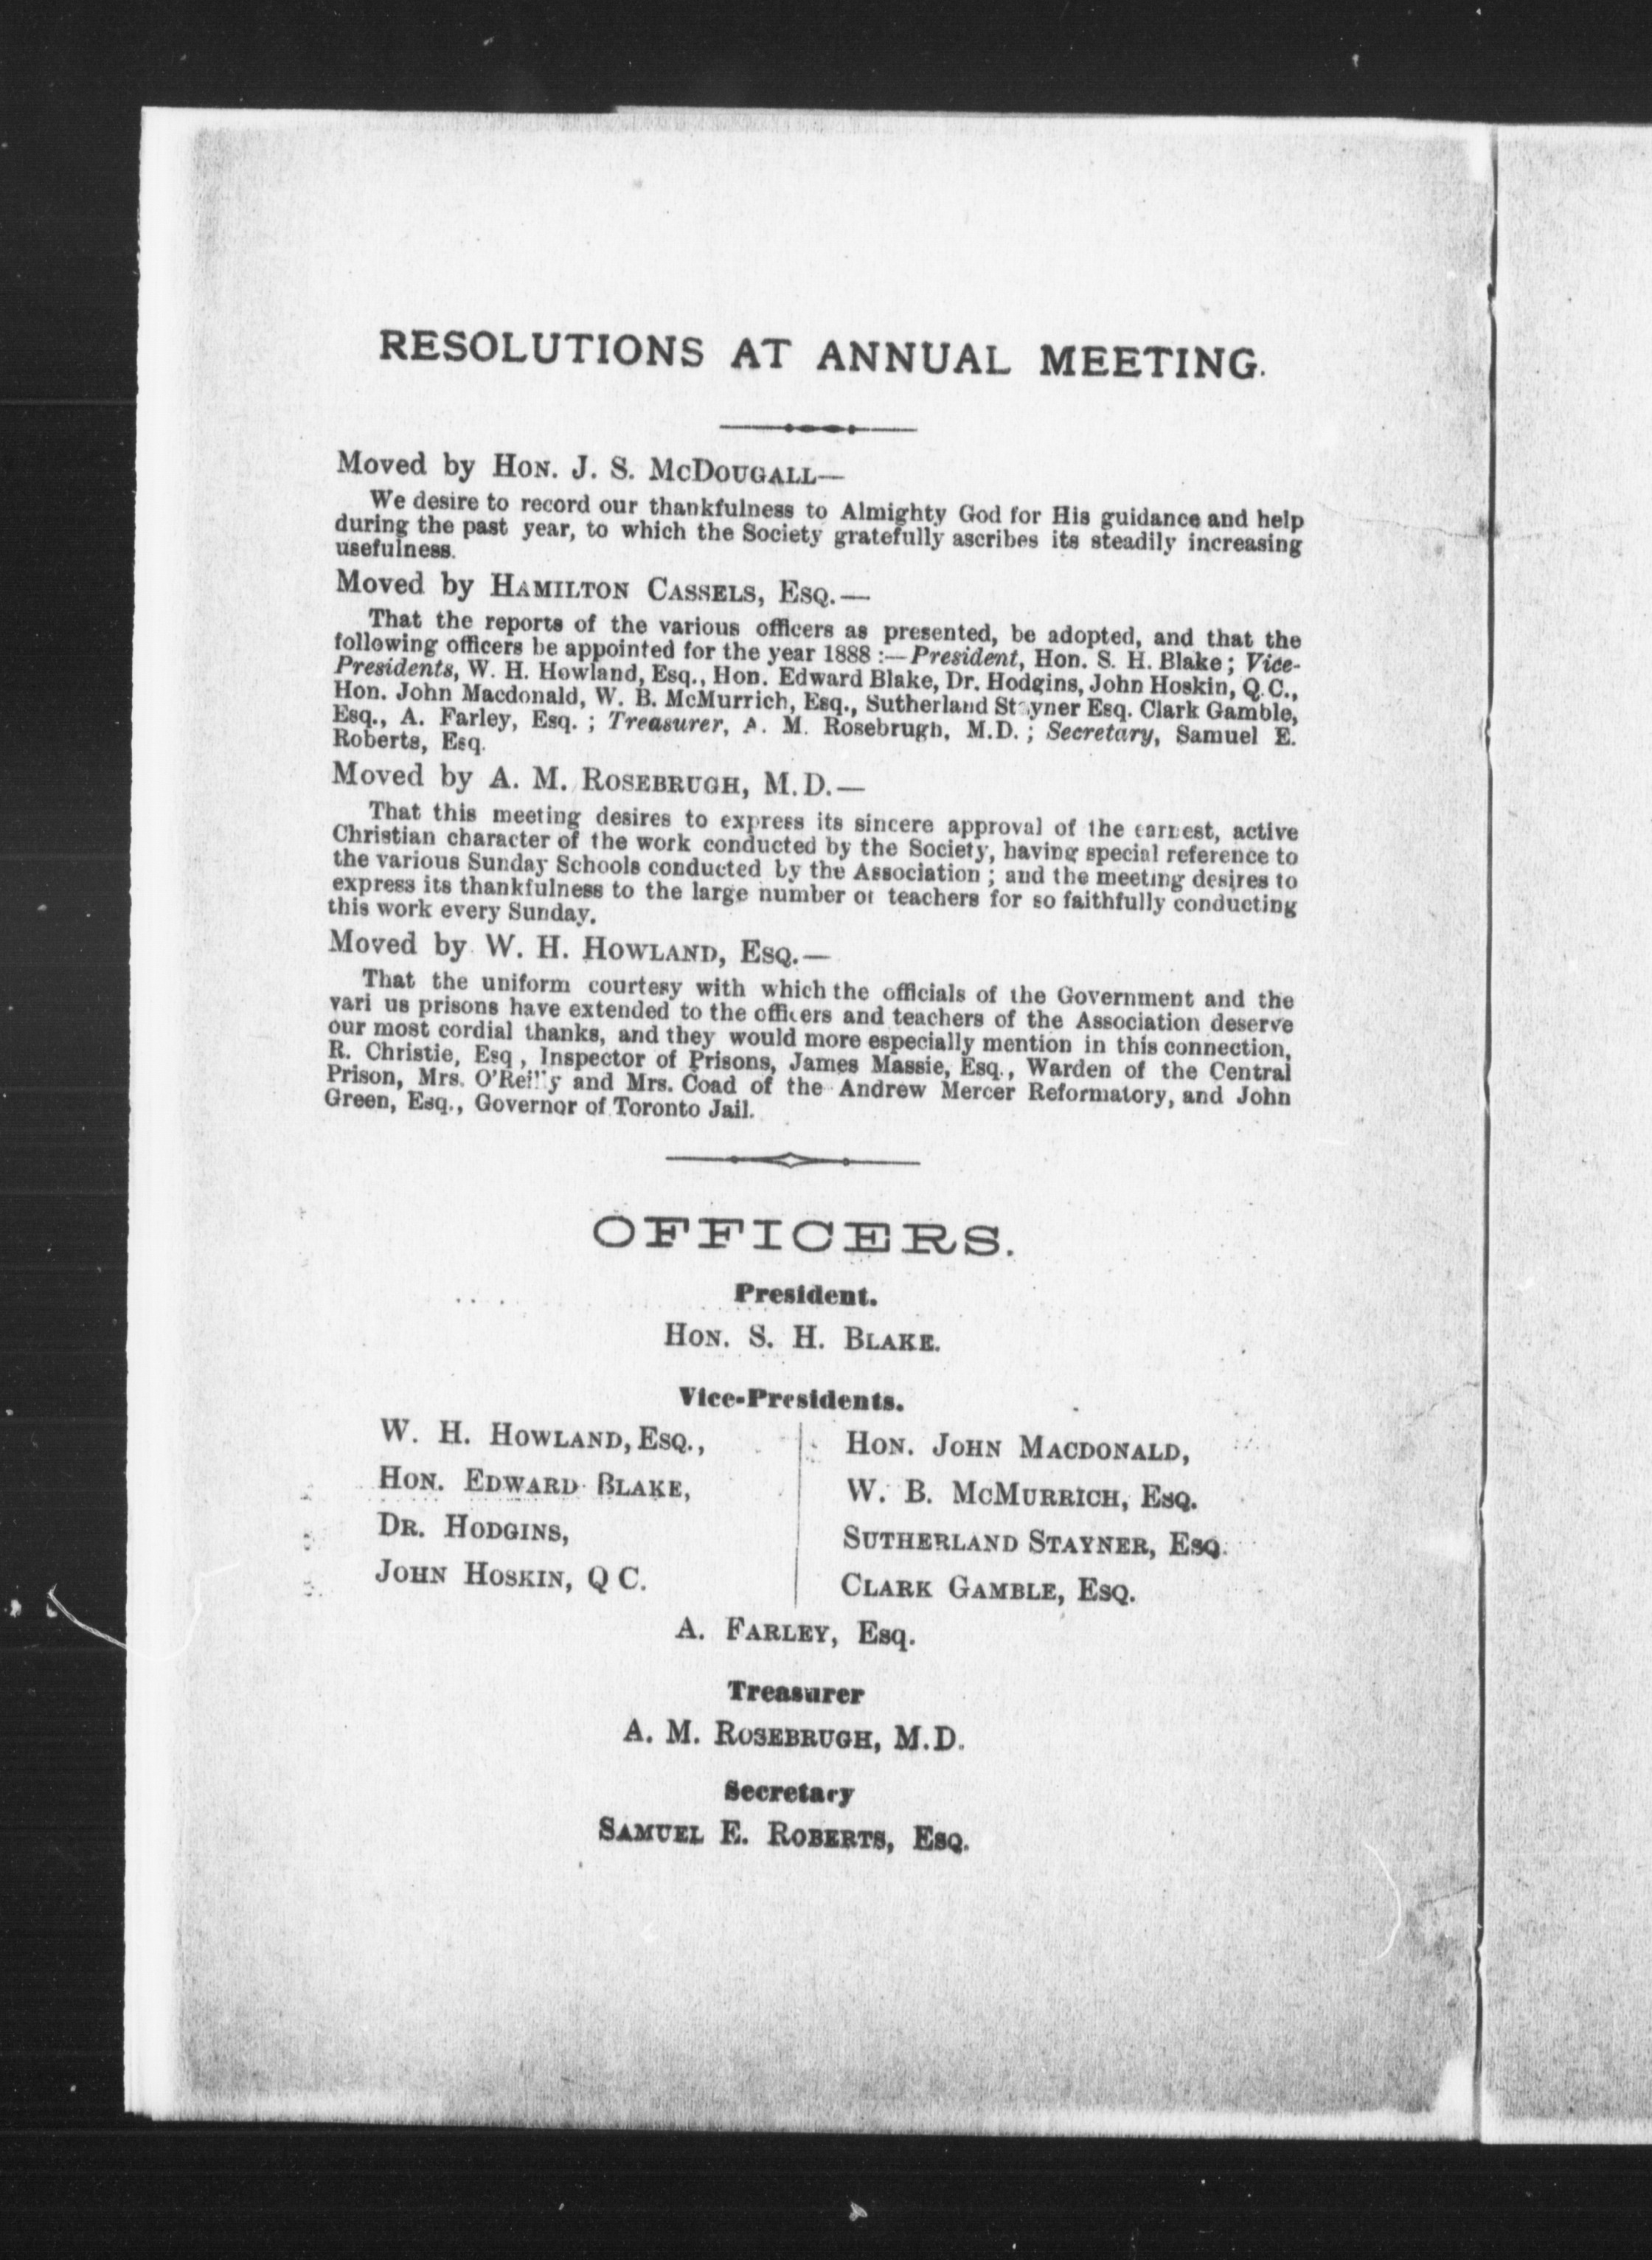 RESOLUTIONS AT ANNUAL MEETING.
Moved by HON. J. S. MCDOUGALL—
We desire to record our thankfulness to Almighty God for His guidance and help
during the past year, to which the Society gratefully ascribes its steadily increasing
usefulness.
Moved by HAMILTON CASSELS, ESQ.—
That the reports of the various officers as presented, be adopted, and that the
following officers be appointed for the year 1888 :—President, Hon. S. H. Blake; Vice-
Presidents, W. H. Howland, Esq., Hon. Edward Blake, Dr. Hodgins, John Hoskin, Q.C.,
Hon. John Macdonald, W. B. McMurrich, Esq., Sutherland Stayner Esq. Clark Gamble,
Esq., A. Farley, Esq. ; Treasurer, A. M. Rosebrugh, M.D. ; Secretary, Samuel E.
Roberts, Esq.
Moved by A. M. ROSEBRUGH, M.D.—
That this meeting desires to express its sincere approval of the earnest, active
Christian character of the work conducted by the Society, having special reference to
the various Sunday Schools conducted by the Association ; and the meeting desires to
express its thankfulness to the large number of teachers for so faithfully conducting
this work every Sunday.
Moved by W. H. HOWLAND, ESQ.—
That the uniform courtesy with which the officials of the Government and the
vari us prisons have extended to the officers and teachers of the Association deserve
our most cordial thanks, and they would more especially mention in this connection,
R. Christie, Esq , Inspector of Prisons, James Massie, Esq., Warden of the Central
Prison, Mrs. O'Reilly and Mrs. Coad of the Andrew Mercer Reformatory, and John
Green, Esq., Governor of Toronto Jail.
OFFICERS.
President.
HON. S. H. BLAKE.
Vice-Presidents.
W. H. HOWLAND, ESQ.,
HON. EDWARD BLAKE,
DR. HODGINS,
JOHN HOSKIN, Q C.
HON. JOHN MACDONALD,
W. B. MCMURRICH, ESQ.
SUTHERLAND STAYNER, ESQ.
CLARK GAMBLE, ESQ.
A. FARLEY, Esq.
Treasurer
A. M. ROSEBRUGH, M.D.
Secretary
SAMUEL E. ROBERTS, ESQ.